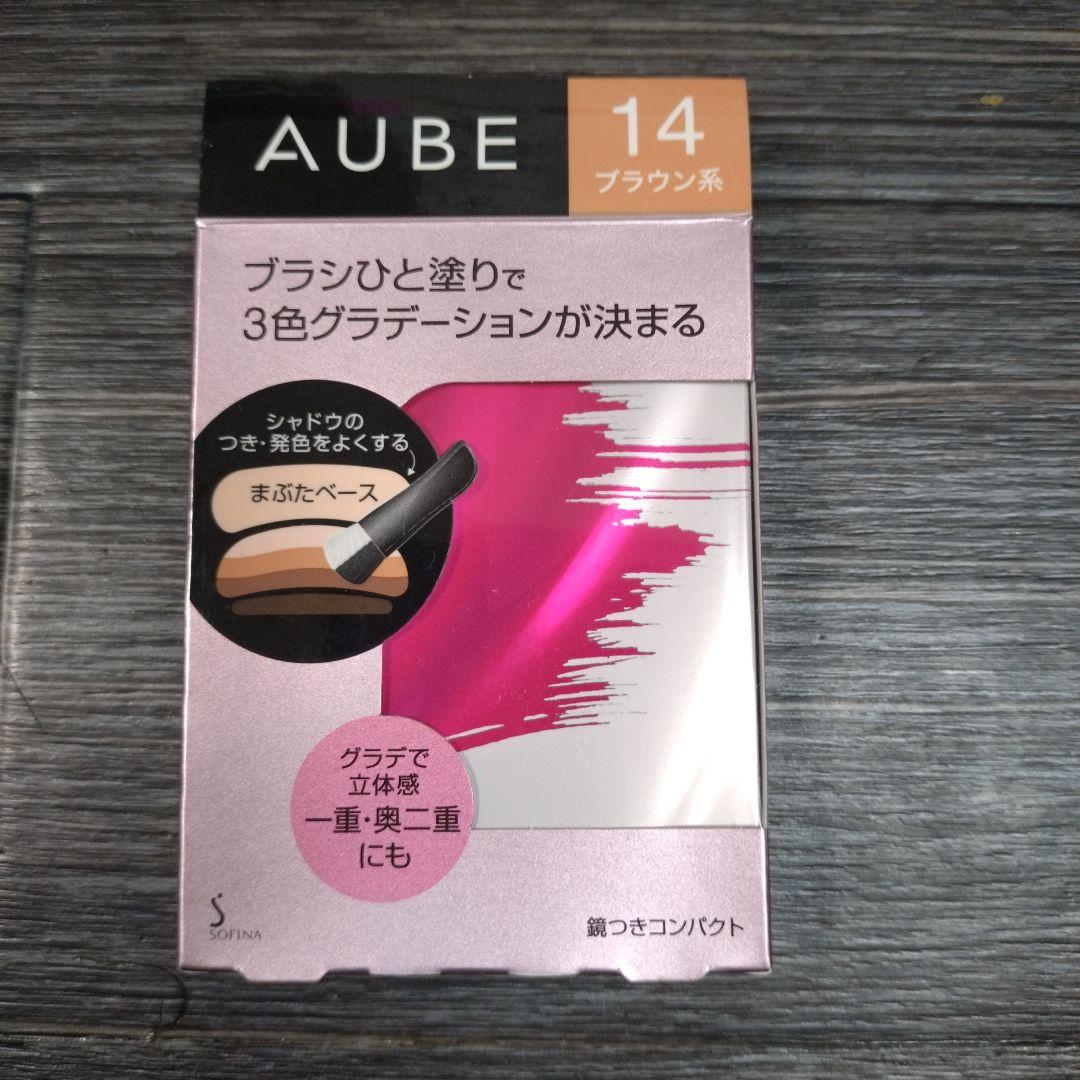 AUBE
14
ブラウン系
ブラシひと塗りで
3色グラデーションが決まる
シャドウの
つき・発色をよくする
まぶたベース
グラデで
立体感
一重・奥二重
にも
SOFINA
鏡つきコンパクト